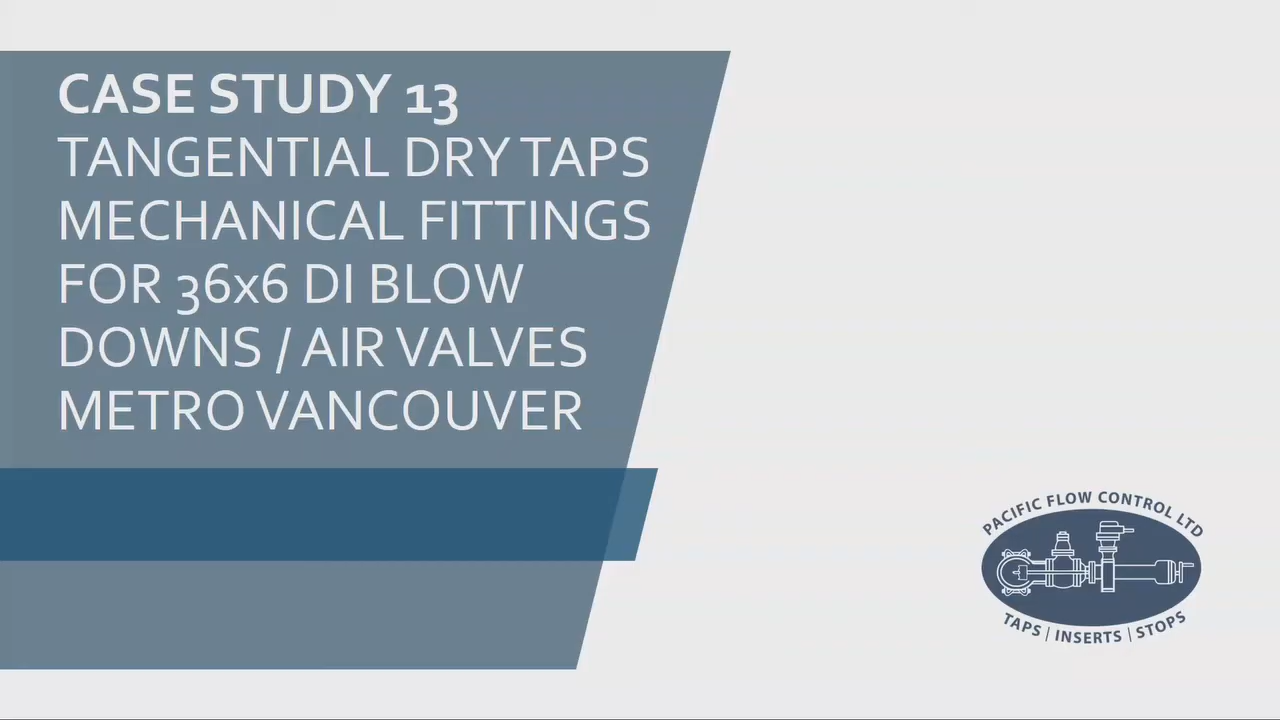 CASE STUDY 13
TANGENTIAL DRY TAPS
MECHANICAL FITTINGS
FOR 36x6 DI BLOW
DOWNS / AIR VALVES
METRO VANCOUVER
PACIFIC FLOW CONTROL LTD
TAPS | INSERTS | STOPS